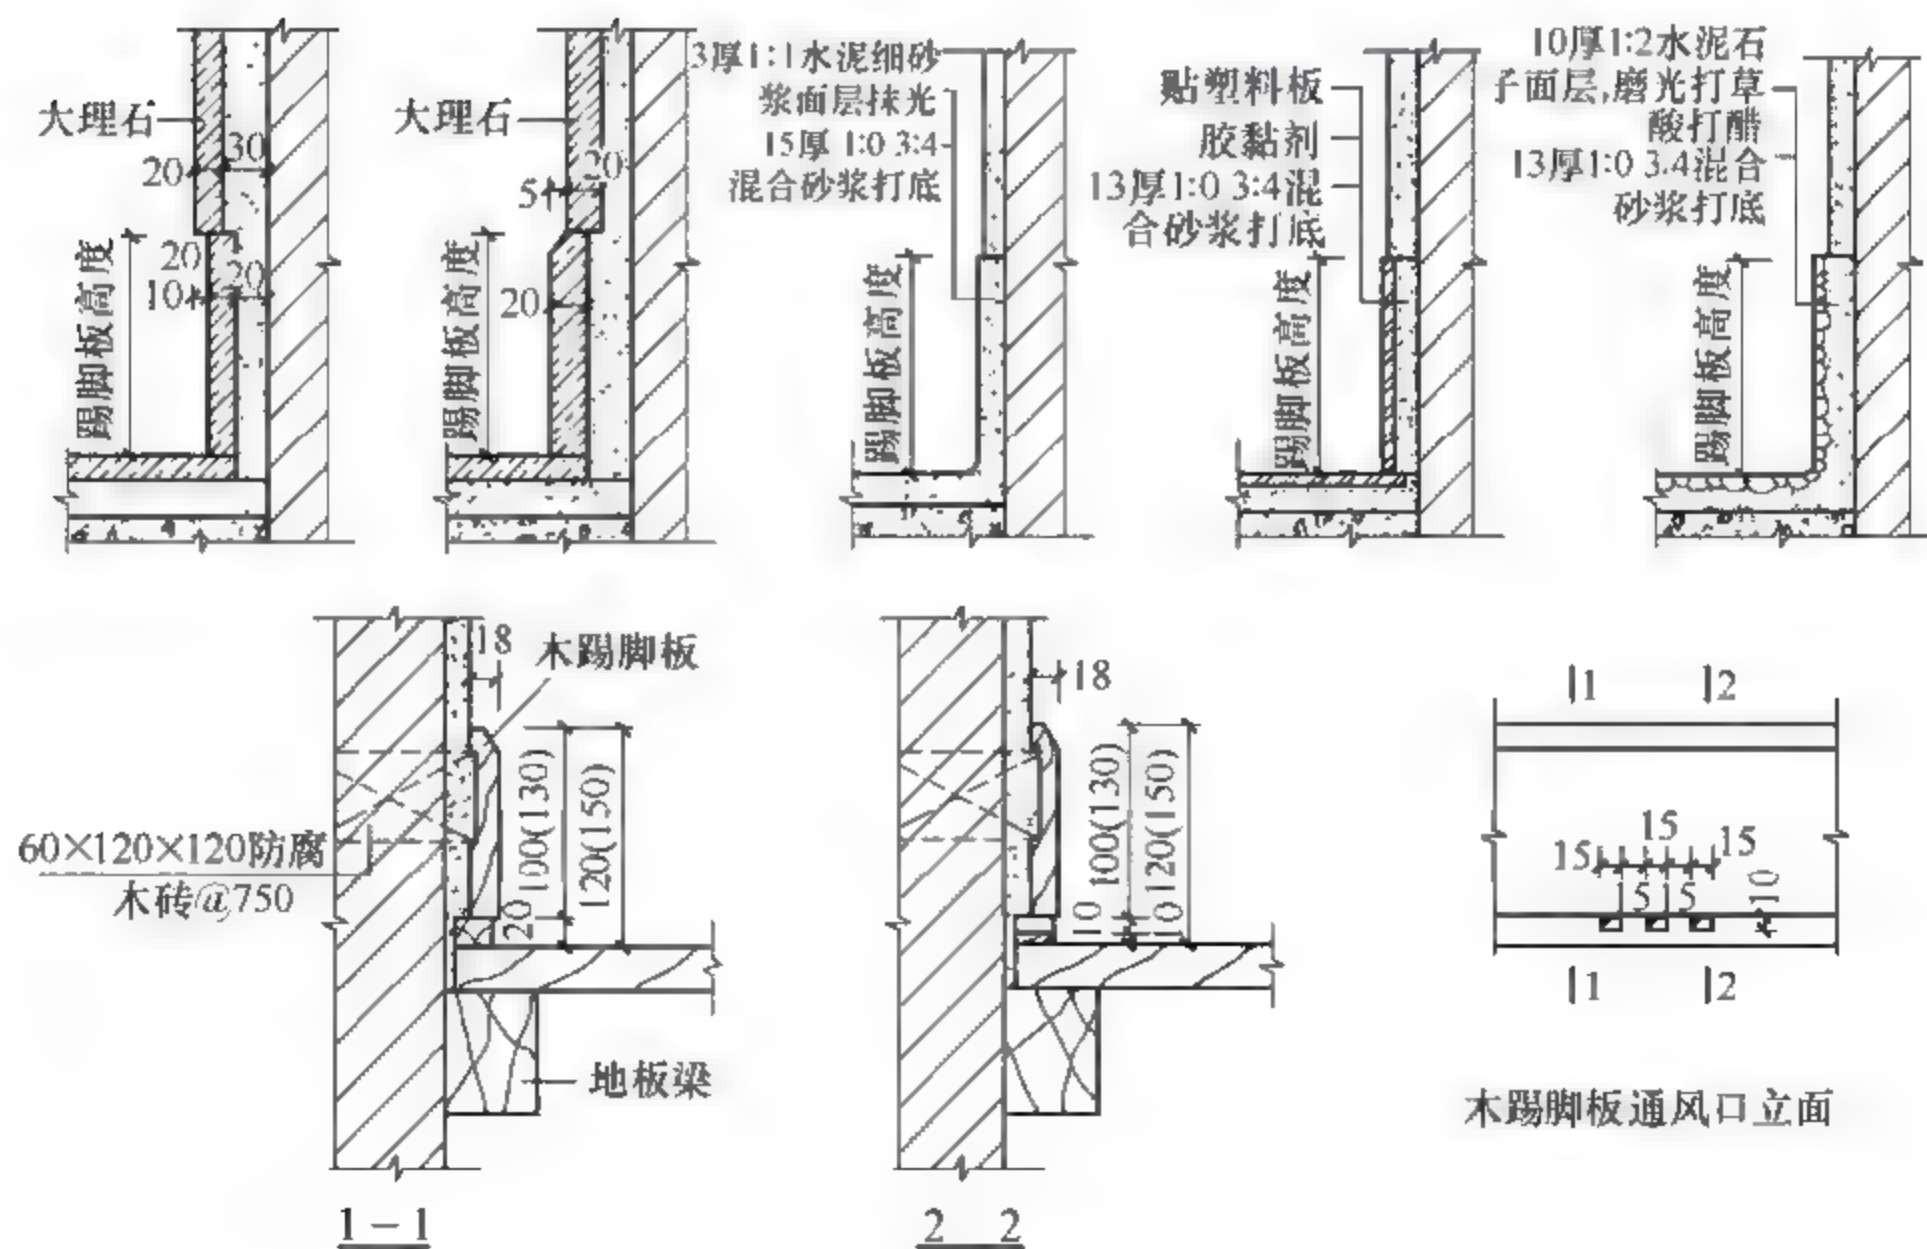 大理石
20
30
20
10
20
踢脚板高度
大理石
5
20
20
踢脚板高度
3厚1:1水泥细砂
浆面层抹光
15厚 1:0 3:4
混合砂浆打底
踢脚板高度
贴塑料板
胶黏剂
13厚1:0 3:4混
合砂浆打底
踢脚板高度
10厚1:2水泥石
子面层,磨光打草
酸打醋
13厚1:0 3.4混合
砂浆打底
踢脚板高度
18
木踢脚板
100(130)
120(150)
20
60×120×120防腐
木砖@750
地板梁
1－1
18
100(130)
120(150)
10
10
2 2
1
2
15
15
15
15
15
10
1
2
木踢脚板通风口立面